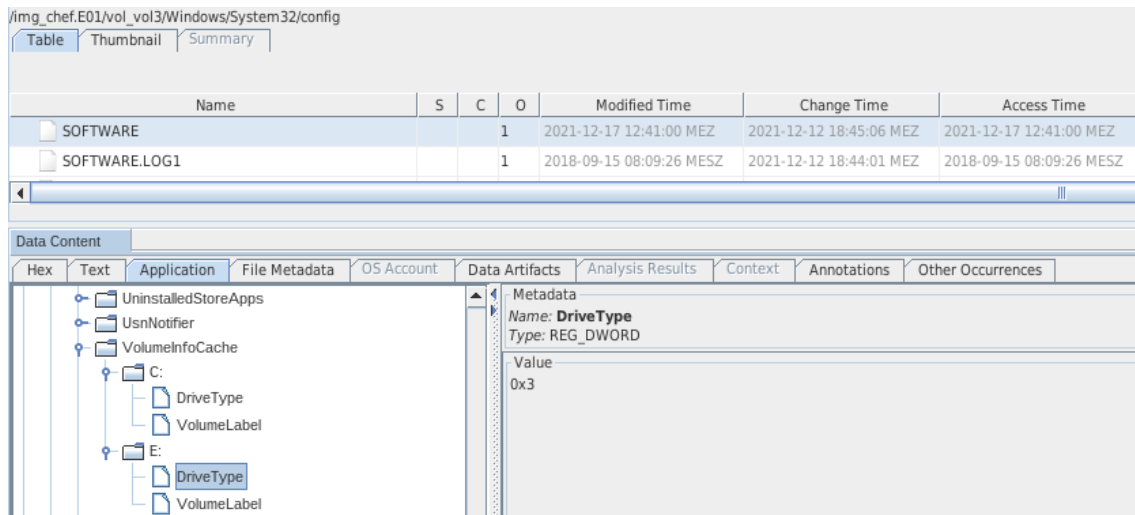 /img_chef.E01/vol_vol3/Windows/System32/config
Table Thumbnail Summary
Name S C O Modified Time Change Time Access Time
SOFTWARE 1 2021-12-17 12:41:00 MEZ 2021-12-12 18:45:06 MEZ 2021-12-17 12:41:00 MEZ
SOFTWARE.LOG1 1 2018-09-15 08:09:26 MESZ 2021-12-12 18:44:01 MEZ 2018-09-15 08:09:26 MESZ
Data Content
Hex Text Application File Metadata OS Account Data Artifacts Analysis Results Context Annotations Other Occurrences
UninstalledStoreApps
UsnNotifier
VolumeInfoCache
C:
DriveType
VolumeLabel
E:
DriveType
VolumeLabel
Metadata
Name: DriveType
Type: REG_DWORD
Value
0x3